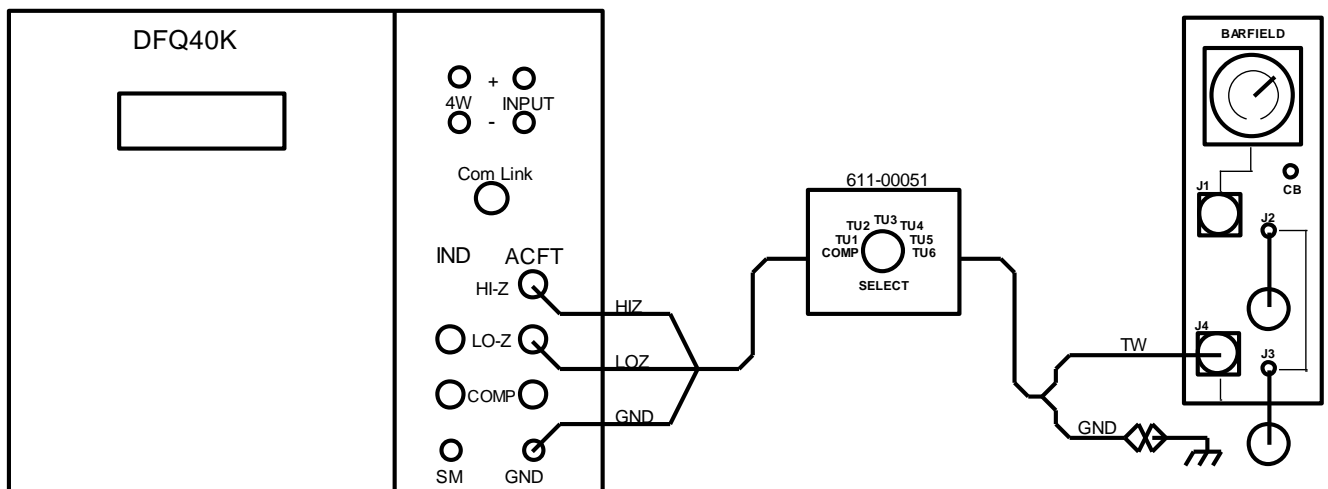 DFQ40K
+
4W INPUT
-
Com Link
IND ACFT
HI-Z
LO-Z
COMP
SM GND
HIZ
LOZ
GND
611-00051
TU3
TU2 TU4
TU1 TU5
COMP TU6
SELECT
TW
GND
BARFIELD
CB
J1
J2
J4
J3